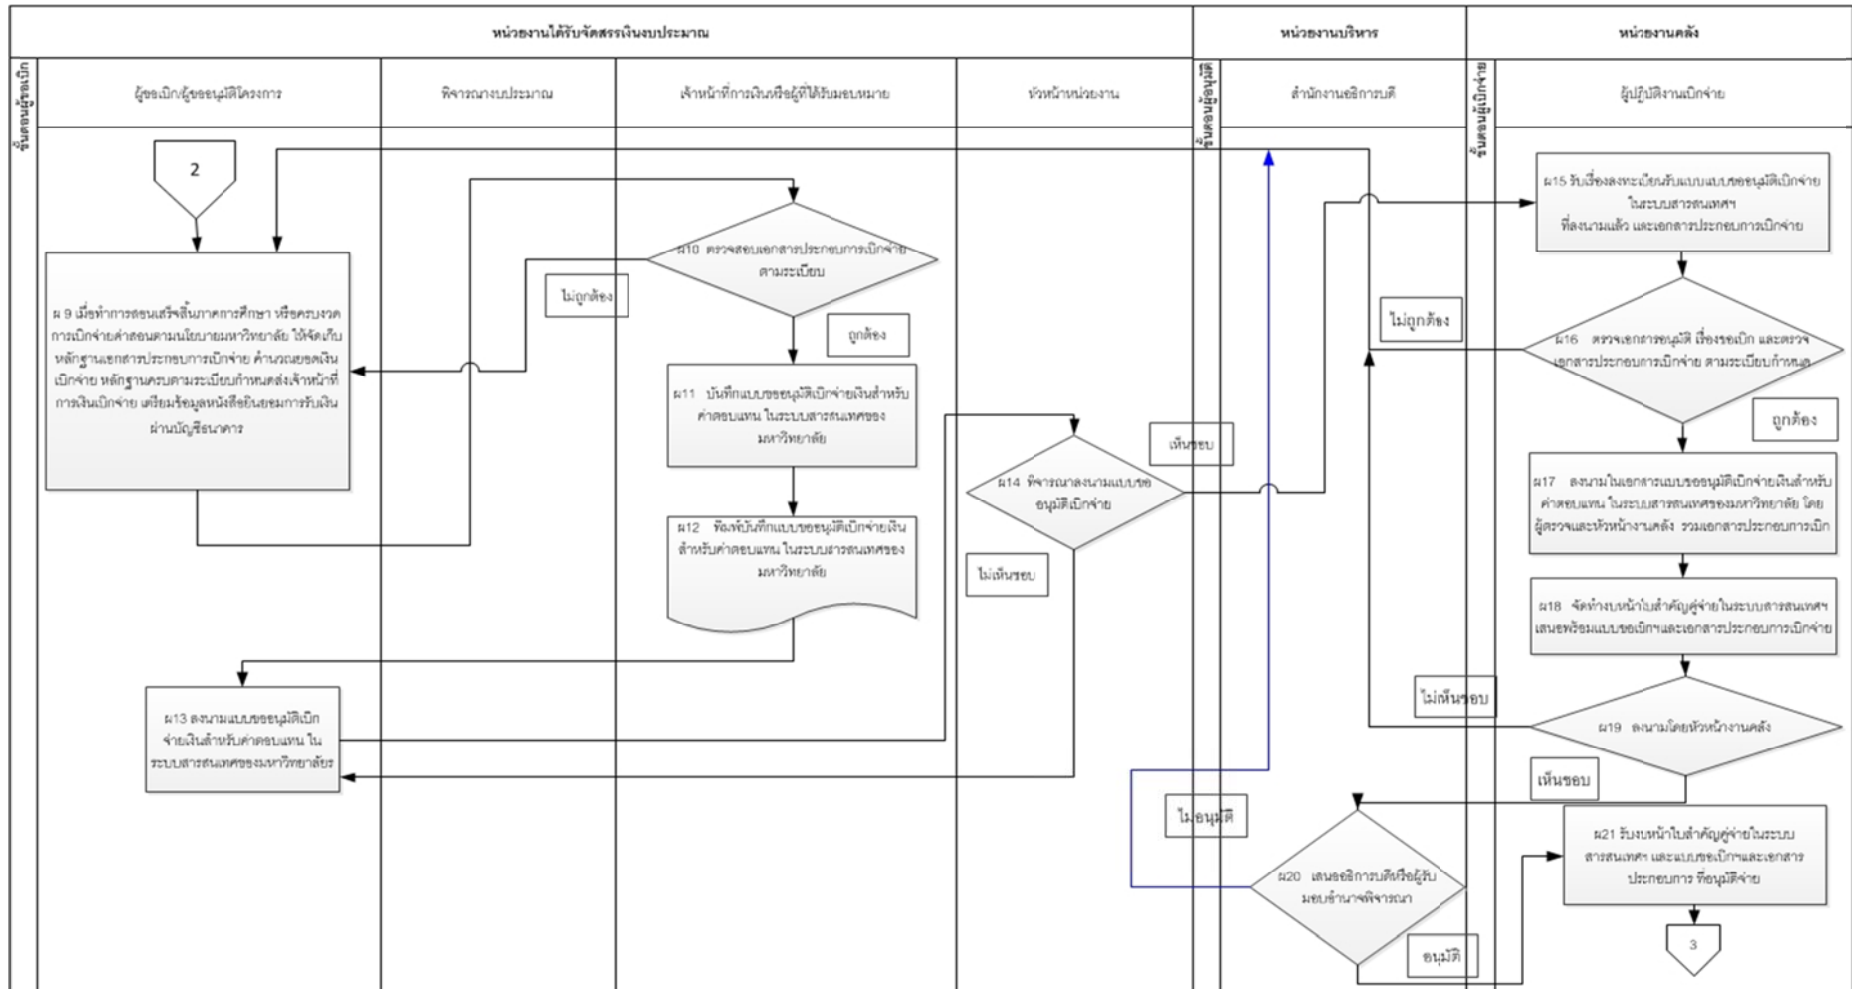 หน่วยงานได้รับจัดสรรเงินงบประมาณ
หน่วยงานบริหาร
หน่วยงานคลัง
ขั้นตอนผู้ขอเบิก
ผู้ขอเบิก/ผู้ขออนุมัติโครงการ
พิจารณางบประมาณ
เจ้าหน้าที่การเงินหรือผู้ที่ได้รับมอบหมาย
หัวหน้าหน่วยงาน
ขั้นตอนผู้อนุมัติ
สำนักงานอธิการบดี
ขั้นตอนผู้เบิกจ่าย
ผู้ปฏิบัติงานเบิกจ่าย
2
ผ 9 เมื่อทำการสอนเสร็จสิ้นภาคการศึกษา หรือครบงวด
การเบิกจ่ายค่าสอนตามนโยบายมหาวิทยาลัย ให้จัดเก็บ
หลักฐานเอกสารประกอบการเบิกจ่าย คำนวณยอดเงิน
เบิกจ่าย หลักฐานครบตามระเบียบกำหนดส่งเจ้าหน้าที่
การเงินเบิกจ่าย เตรียมข้อมูลหนังสือยินยอมการรับเงิน
ผ่านบัญชีธนาคาร
ผ10 ตรวจสอบเอกสารประกอบการเบิกจ่าย
ตามระเบียบ
ไม่ถูกต้อง
ถูกต้อง
ผ11 บันทึกแบบขออนุมัติเบิกจ่ายเงินสำหรับ
ค่าตอบแทน ในระบบสารสนเทศของ
มหาวิทยาลัย
ผ12 พิมพ์บันทึกแบบขออนุมัติเบิกจ่ายเงิน
สำหรับค่าตอบแทน ในระบบสารสนเทศของ
มหาวิทยาลัย
ผ13 ลงนามแบบขออนุมัติเบิก
จ่ายเงินสำหรับค่าตอบแทน ใน
ระบบสารสนเทศของมหาวิทยาลัยร
ผ14 พิจารณาลงนามแบบขอ
อนุมัติเบิกจ่าย
เห็นชอบ
ไม่เห็นชอบ
ผ15 รับเรื่องลงทะเบียนรับแบบแบบขออนุมัติเบิกจ่าย
ในระบบสารสนเทศฯ
ที่ลงนามแล้ว และเอกสารประกอบการเบิกจ่าย
ไม่ถูกต้อง
ผ16 ตรวจเอกสารอนุมัติ เรื่องขอเบิก และตรวจ
เอกสารประกอบการเบิกจ่าย ตามระเบียบกำหนด
ถูกต้อง
ผ17 ลงนามในเอกสารแบบขออนุมัติเบิกจ่ายเงินสำหรับ
ค่าตอบแทน ในระบบสารสนเทศของมหาวิทยาลัย โดย
ผู้ตรวจและหัวหน้างานคลัง รวมเอกสารประกอบการเบิก
ผ18 จัดทำงบหน้าใบสำคัญคู่จ่ายในระบบสารสนเทศฯ
เสนอพร้อมแบบขอเบิกฯและเอกสารประกอบการเบิกจ่าย
ไม่เห็นชอบ
ผ19 ลงนามโดยหัวหน้างานคลัง
เห็นชอบ
ไม่อนุมัติ
ผ20 เสนออธิการบดีหรือผู้รับ
มอบอำนาจพิจารณา
อนุมัติ
ผ21 รับงบหน้าใบสำคัญคู่จ่ายในระบบ
สารสนเทศฯ และแบบขอเบิกฯและเอกสาร
ประกอบการ ที่อนุมัติจ่าย
3